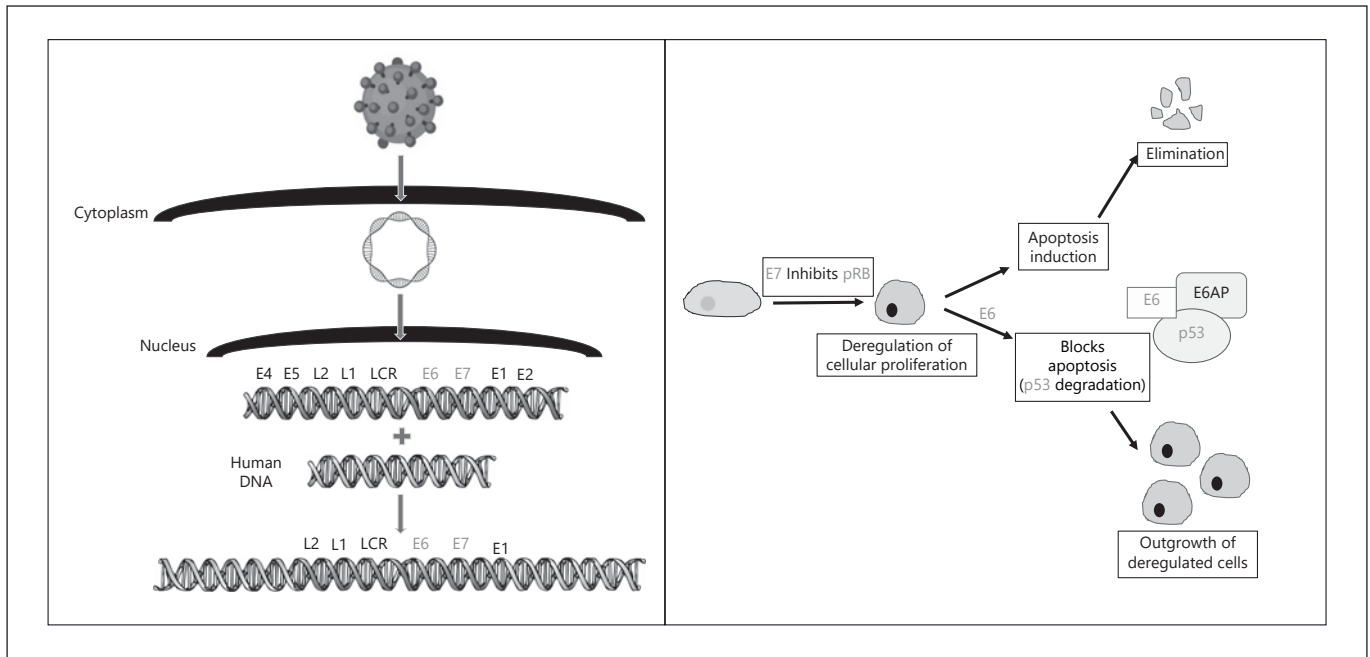 Cytoplasm
Nucleus
E4 E5 L2 L1 LCR E6 E7 E1 E2
+
Human
DNA
L2 L1 LCR E6 E7 E1
E7 Inhibits pRB
Deregulation of
cellular proliferation
Elimination
Apoptosis
induction
E6
Blocks
apoptosis
(p53 degradation)
E6
E6AP
p53
Outgrowth of
deregulated cells